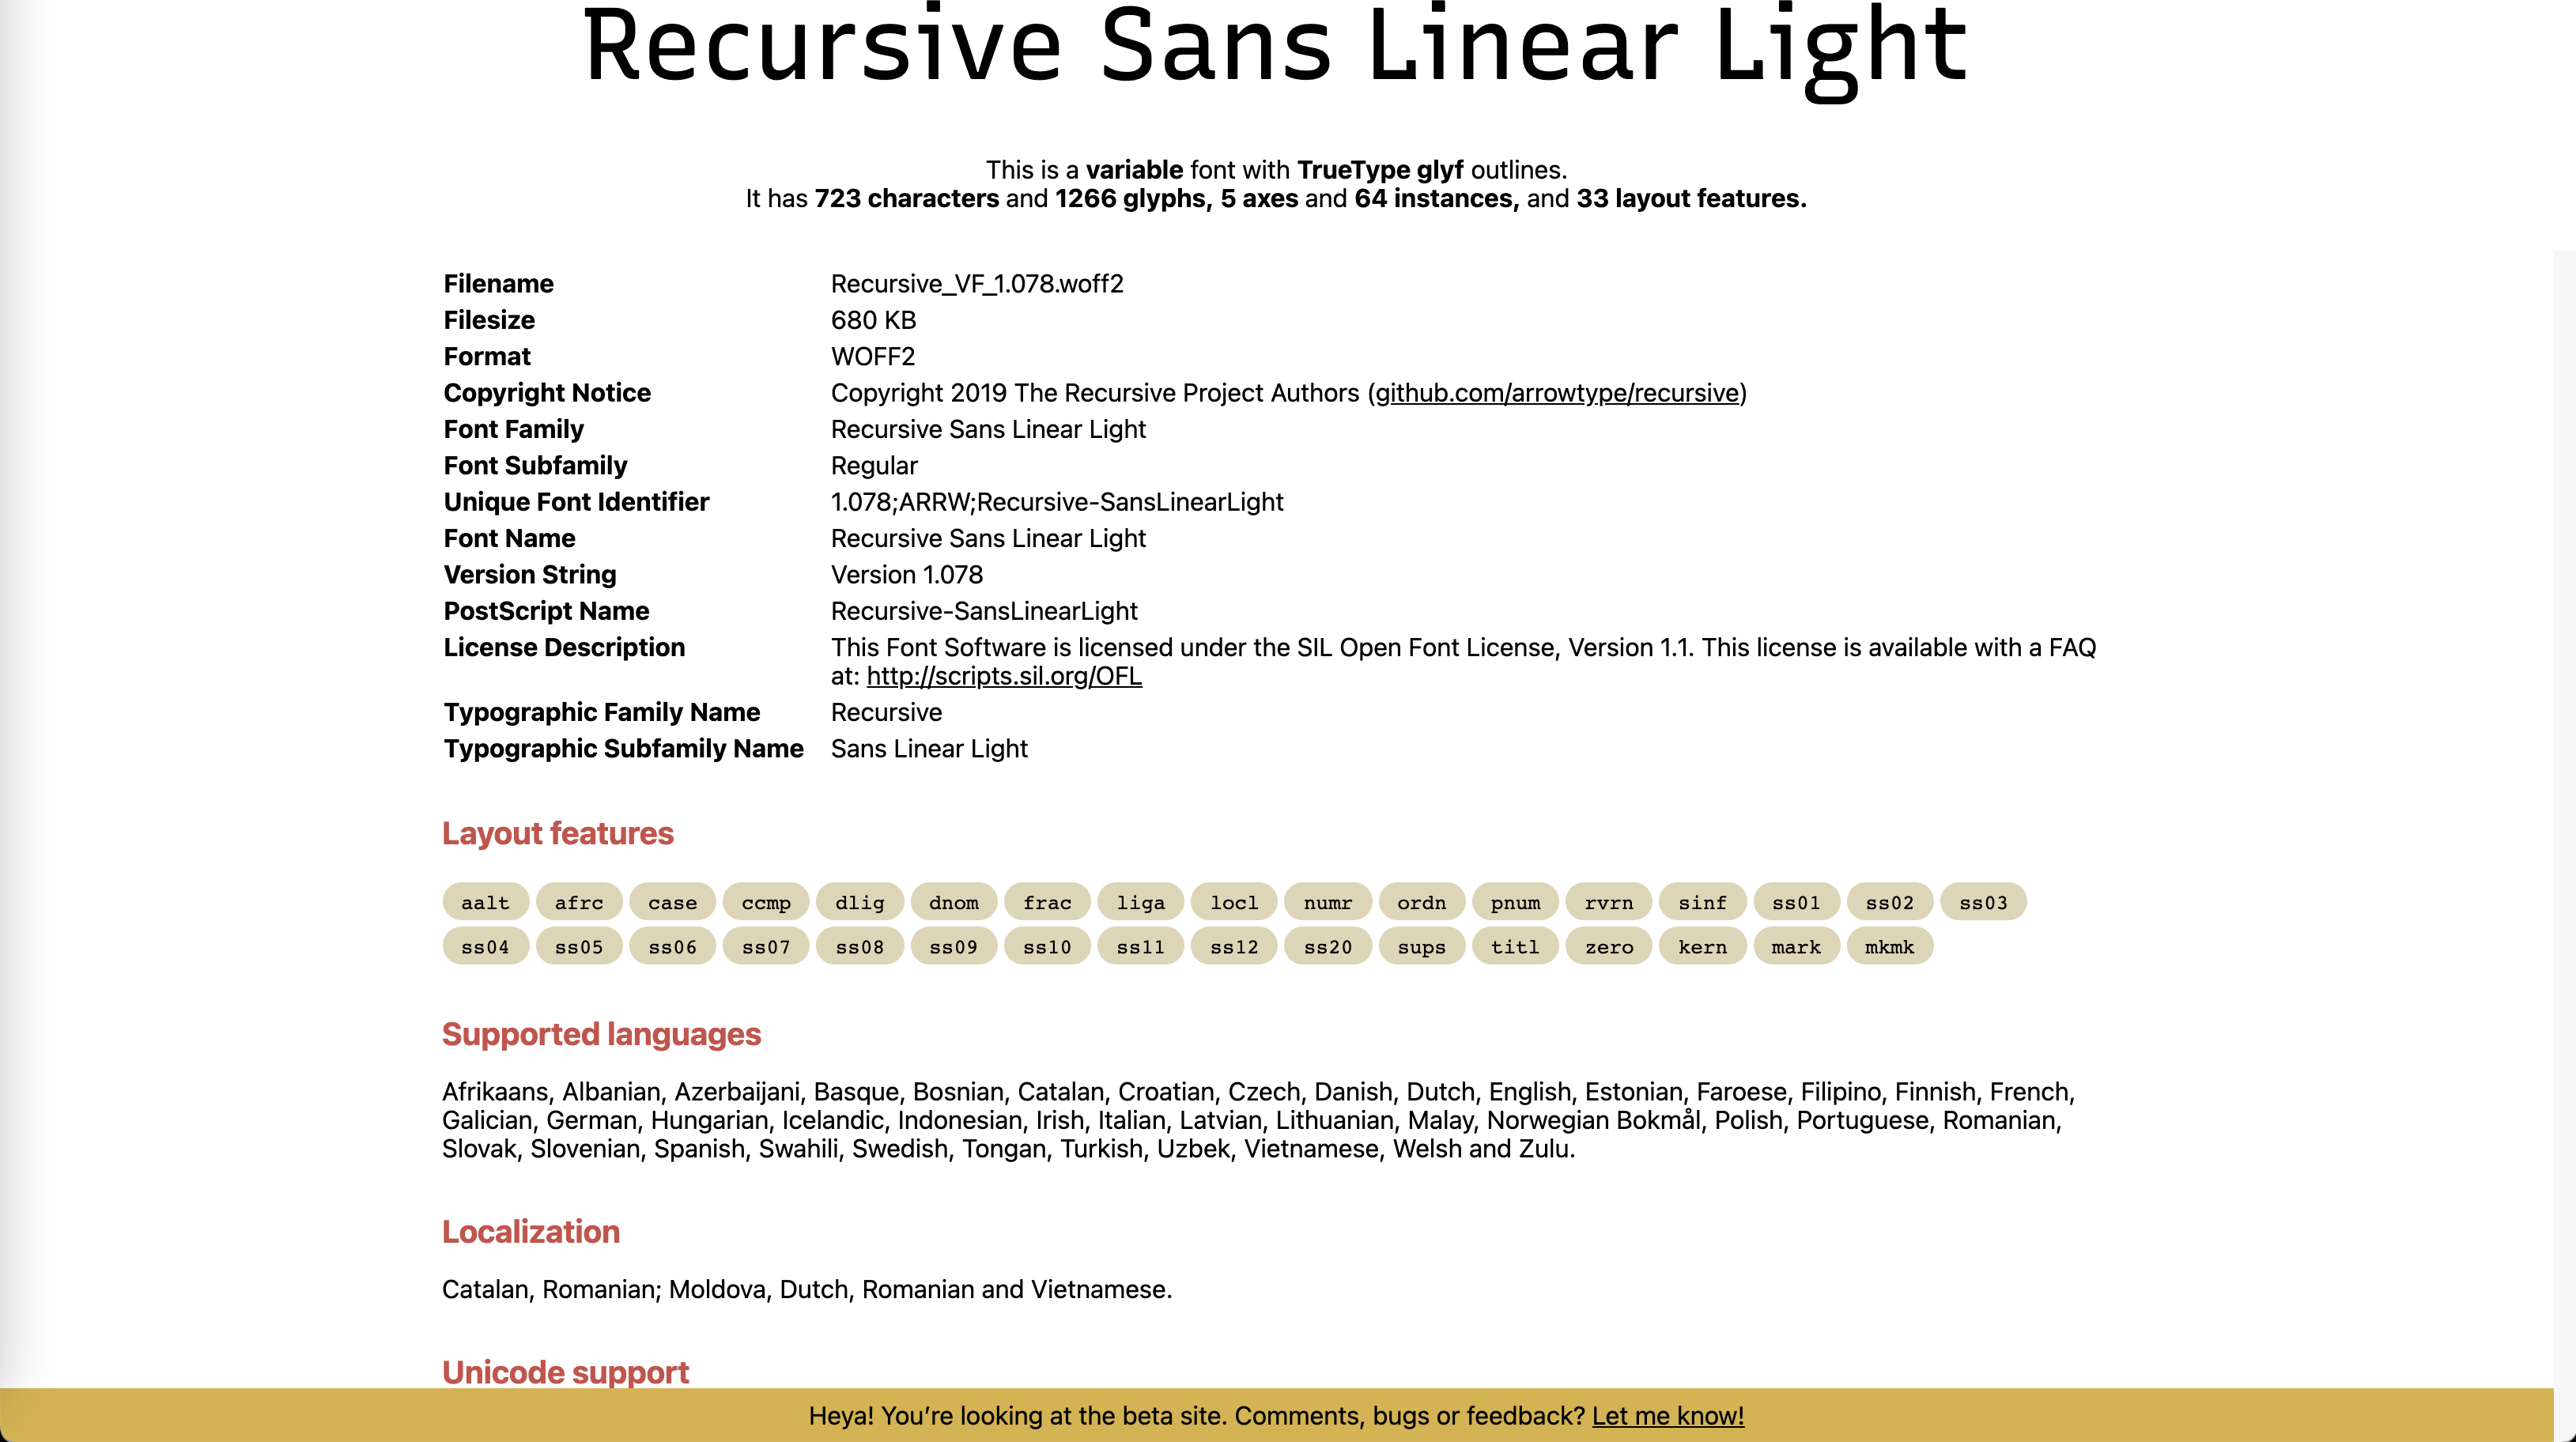 Recursive Sans Linear Light
This is a variable font with TrueType glyf outlines.
It has 723 characters and 1266 glyphs, 5 axes and 64 instances, and 33 layout features.
Filename Recursive_VF_1.078.woff2
Filesize 680 KB
Format WOFF2
Copyright Notice Copyright 2019 The Recursive Project Authors (github.com/arrowtype/recursive)
Font Family Recursive Sans Linear Light
Font Subfamily Regular
Unique Font Identifier 1.078;ARRW;Recursive-SansLinearLight
Font Name Recursive Sans Linear Light
Version String Version 1.078
PostScript Name Recursive-SansLinearLight
License Description This Font Software is licensed under the SIL Open Font License, Version 1.1. This license is available with a FAQ
at: http://scripts.sil.org/OFL
Typographic Family Name Recursive
Typographic Subfamily Name Sans Linear Light
Layout features
aalt afrc case ccmp dlig dnom frac liga locl numr ordn pnum rvrn sinf ss01 ss02 ss03
ss04 ss05 ss06 ss07 ss08 ss09 ss10 ss11 ss12 ss20 sups titl zero kern mark mkmk
Supported languages
Afrikaans, Albanian, Azerbaijani, Basque, Bosnian, Catalan, Croatian, Czech, Danish, Dutch, English, Estonian, Faroese, Filipino, Finnish, French,
Galician, German, Hungarian, Icelandic, Indonesian, Irish, Italian, Latvian, Lithuanian, Malay, Norwegian Bokmål, Polish, Portuguese, Romanian,
Slovak, Slovenian, Spanish, Swahili, Swedish, Tongan, Turkish, Uzbek, Vietnamese, Welsh and Zulu.
Localization
Catalan, Romanian; Moldova, Dutch, Romanian and Vietnamese.
Unicode support
Heya! You’re looking at the beta site. Comments, bugs or feedback? Let me know!